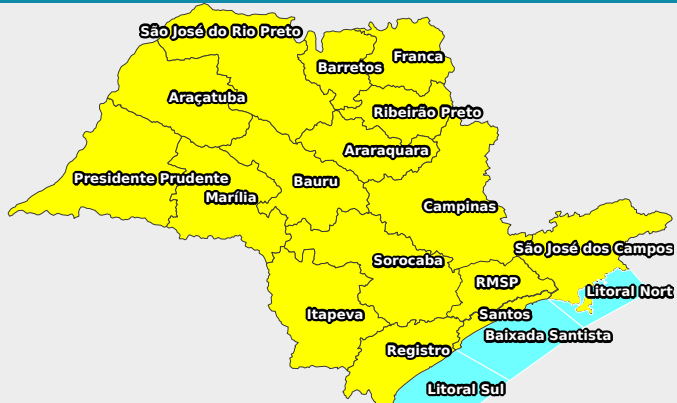 São José do Rio Preto
Franca
Barretos
Araçatuba
Ribeirão Preto
Araraquara
Presidente Prudente
Bauru
Marília
Campinas
São José dos Campos
Sorocaba
RMSP
Litoral Nort
Itapeva
Santos
Baixada Santista
Registro
Litoral Sul